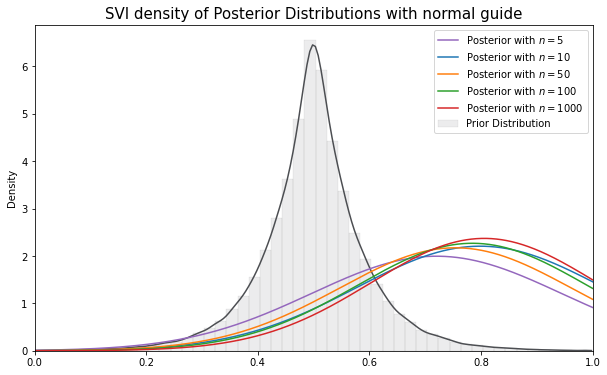 SVI density of Posterior Distributions with normal guide
Posterior with n = 5
Posterior with n = 10
Posterior with n = 50
Posterior with n = 100
Posterior with n = 1000
Prior Distribution
Density
6
5
4
3
2
1
0
0.0 0.2 0.4 0.6 0.8 1.0